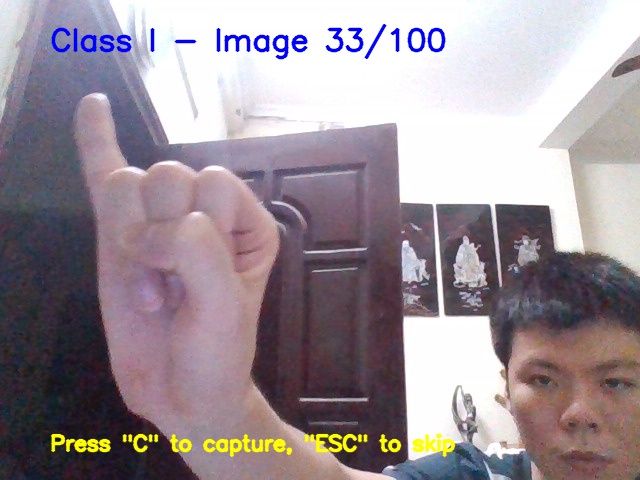 Class I - Image 33/100
Press "C" to capture, "ESC" to skip